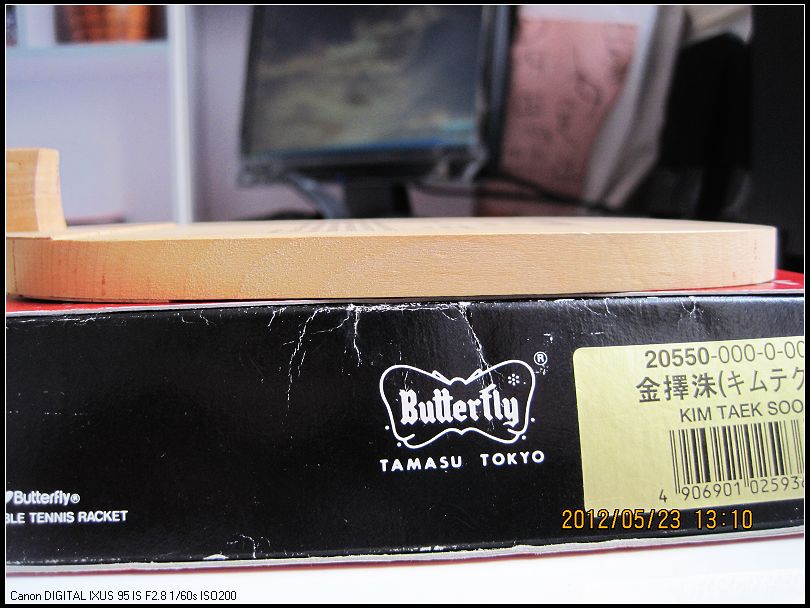 Butterfly®
TAMASU TOKYO
Butterfly®
BLE TENNIS RACKET
20550-000-0-00
金擇洙(キムテク
KIM TAEK SOO
4 906901 02593
2012/05/23 13:10
Canon DIGITAL IXUS 95 IS F2.8 1/60s ISO200